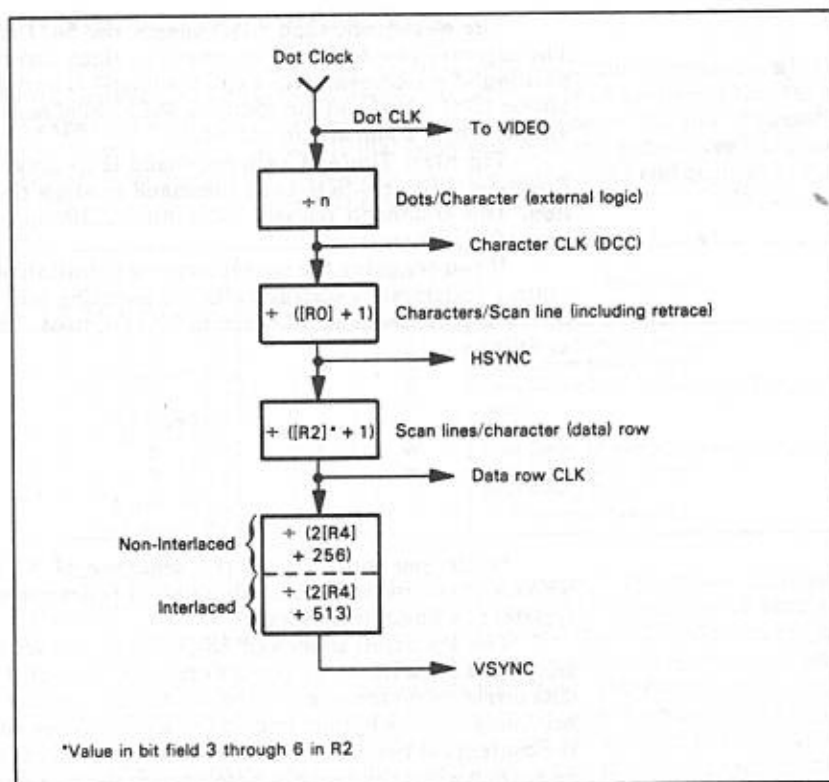 Dot Clock
Dot CLK
To VIDEO
÷ n
Dots/Character (external logic)
Character CLK (DCC)
÷ ([R0] + 1)
Characters/Scan line (including retrace)
HSYNC
÷ ([R2]* + 1)
Scan lines/character (data) row
Data row CLK
Non-Interlaced
÷ (2[R4]
+ 256)
Interlaced
÷ (2[R4]
+ 513)
VSYNC
*Value in bit field 3 through 6 in R2